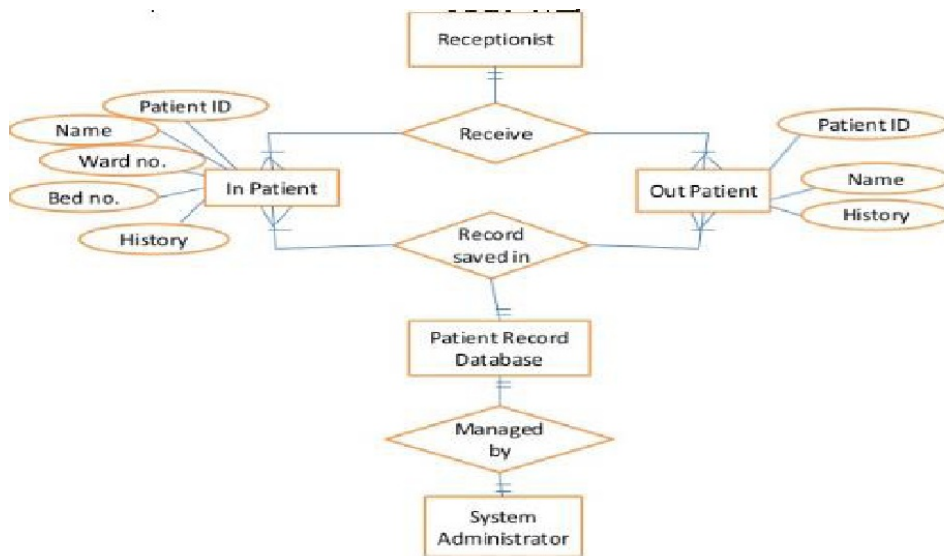 Receptionist
Patient ID
Name
Receive
Patient ID
Ward no.
In Patient
Out Patient
Name
Bed no.
History
History
Record
saved in
Patient Record
Database
Managed
by
System
Administrator